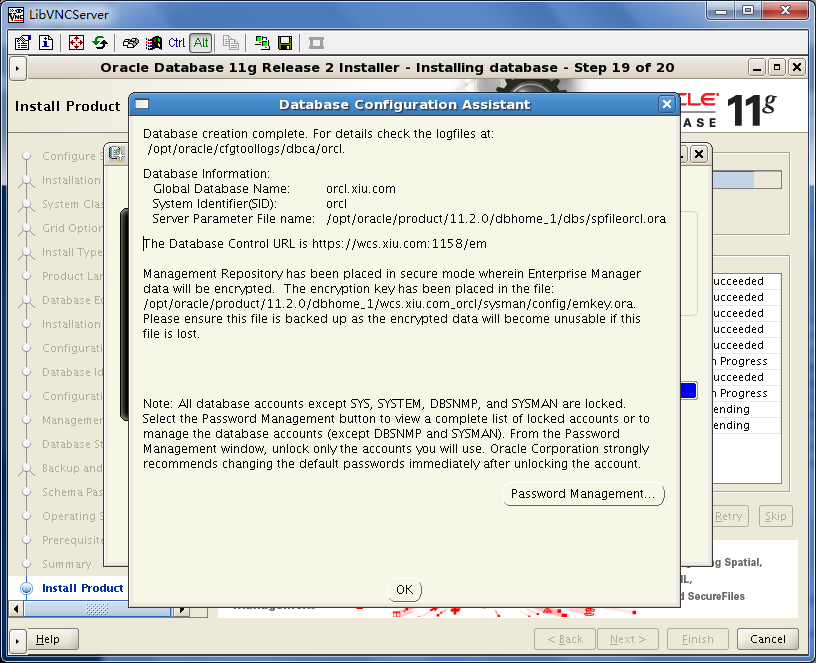 LibVNCServer
Ctrl Alt
Oracle Database 11g Release 2 Installer - Installing database - Step 19 of 20
Install Product
Database Configuration Assistant
11g
Database creation complete. For details check the logfiles at:
/opt/oracle/cfgtoollogs/dbca/orcl.
Database Information:
Global Database Name: orcl.xiu.com
System Identifier(SID): orcl
Server Parameter File name: /opt/oracle/product/11.2.0/dbhome_1/dbs/spfileorcl.ora
The Database Control URL is https://wcs.xiu.com:1158/em
Management Repository has been placed in secure mode wherein Enterprise Manager
data will be encrypted. The encryption key has been placed in the file:
/opt/oracle/product/11.2.0/dbhome_1/wcs.xiu.com_orcl/sysman/config/emkey.ora.
Please ensure this file is backed up as the encrypted data will become unusable if this
file is lost.
Note: All database accounts except SYS, SYSTEM, DBSNMP, and SYSMAN are locked.
Select the Password Management button to view a complete list of locked accounts or to
manage the database accounts (except DBSNMP and SYSMAN). From the Password
Management window, unlock only the accounts you will use. Oracle Corporation strongly
recommends changing the default passwords immediately after unlocking the account.
Password Management...
OK
Configure S
Installation
System Clas
Grid Option
Install Type
Product Lan
Database Ed
Installation
Configurati
Database Id
Configurati
Managemen
Database St
Backup and
Schema Pas
Operating S
Prerequisite
Summary
Install Product
ucceeded
ucceeded
ucceeded
ucceeded
ucceeded
n Progress
ucceeded
n Progress
ending
ending
Retry Skip
ng Spatial,
IL,
d SecureFiles
Help < Back Next > Finish Cancel